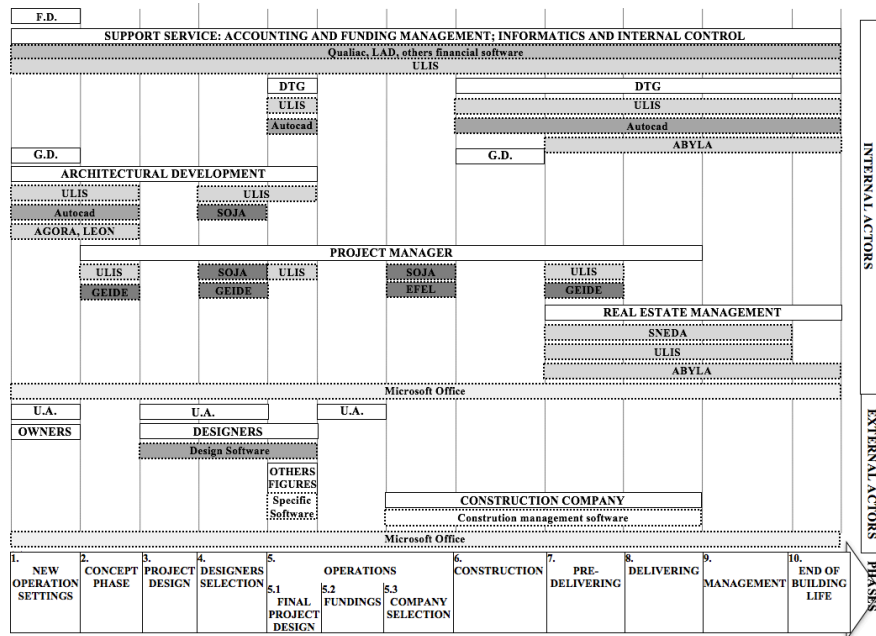 F.D.
SUPPORT SERVICE: ACCOUNTING AND FUNDING MANAGEMENT; INFORMATICS AND INTERNAL CONTROL
Qualiac, LAD, others financial software
ULIS
DTG
DTG
ULIS
ULIS
Autocad
Autocad
ABYLA
G.D.
G.D.
ARCHITECTURAL DEVELOPMENT
ULIS
ULIS
Autocad
SOJA
AGORA, LEON
PROJECT MANAGER
ULIS
SOJA
ULIS
SOJA
ULIS
GEIDE
GEIDE
EFEL
GEIDE
REAL ESTATE MANAGEMENT
SNEDA
ULIS
ABYLA
Microsoft Office
INTERNAL ACTORS
U.A.
U.A.
U.A.
OWNERS
DESIGNERS
Design Software
OTHERS
FIGURES
Specific
Software
CONSTRUCTION COMPANY
Constrution management software
Microsoft Office
EXTERNAL ACTORS
1.
NEW
OPERATION
SETTINGS
2.
CONCEPT
PHASE
3.
PROJECT
DESIGN
4.
DESIGNERS
SELECTION
5.
OPERATIONS
5.1
FINAL
PROJECT
DESIGN
5.2
FUNDINGS
5.3
COMPANY
SELECTION
6.
CONSTRUCTION
7.
PRE-
DELIVERING
8.
DELIVERING
9.
MANAGEMENT
10.
END OF
BUILDING
LIFE
PHASES